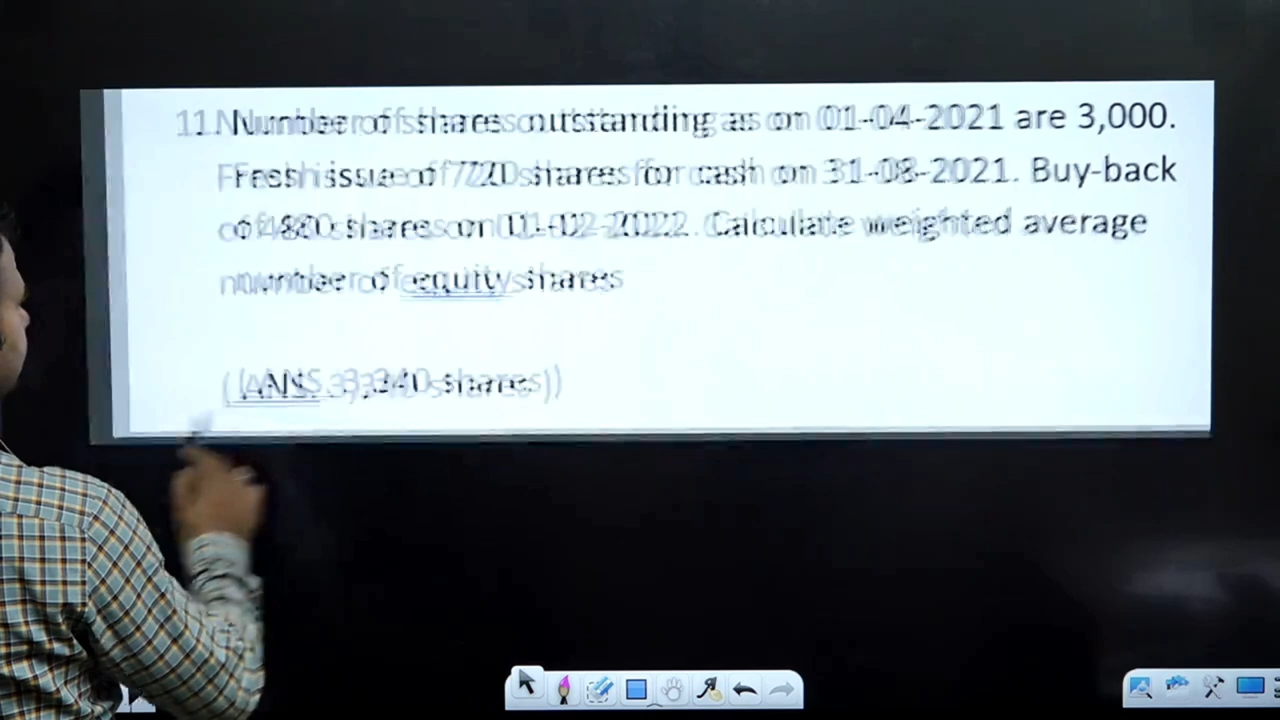 11. Number of shares outstanding as on 01-04-2021 are 3,000.
Fresh issue of 720 shares for cash on 31-08-2021. Buy-back
of 480 shares on 01-02-2022. Calculate weighted average
number of equity shares
(ANS. 3,340 shares)